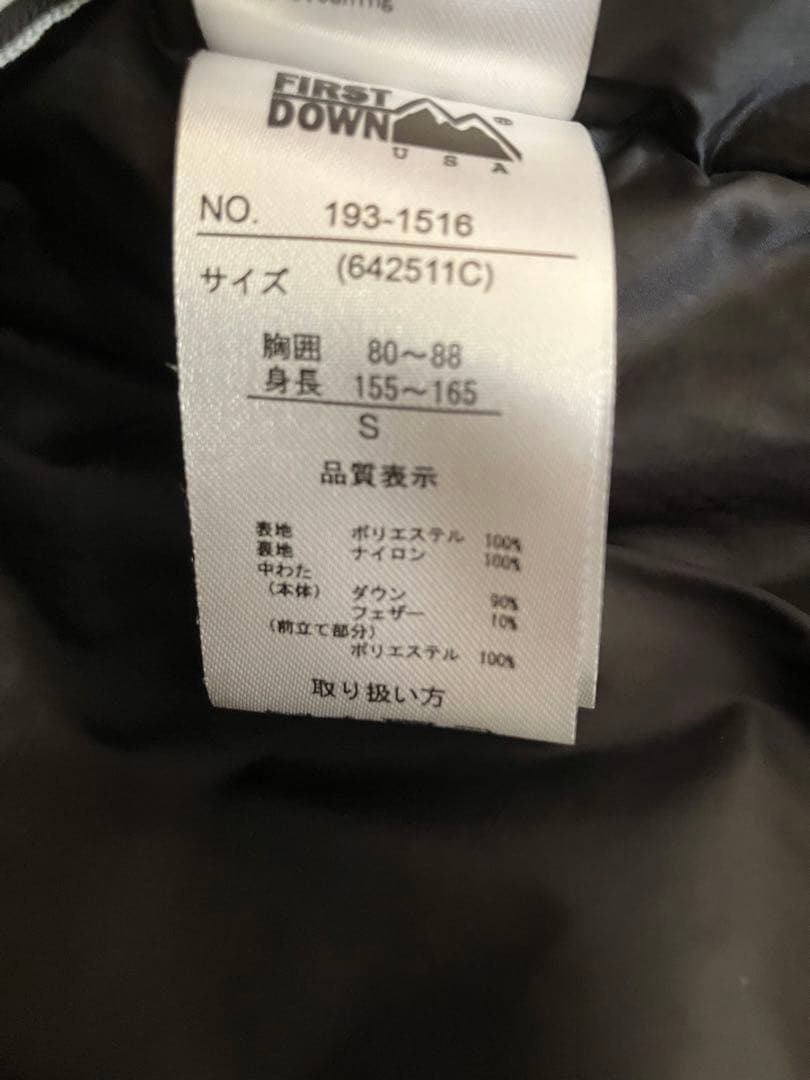 FIRST
DOWN®
USA
NO. 193-1516
サイズ (642511C)
胸囲 80～88
身長 155～165
S
品質表示
表地 ポリエステル 100%
裏地 ナイロン 100%
中わた
(本体) ダウン 90%
フェザー 10%
(前立て部分)
ポリエステル 100%
取り扱い方